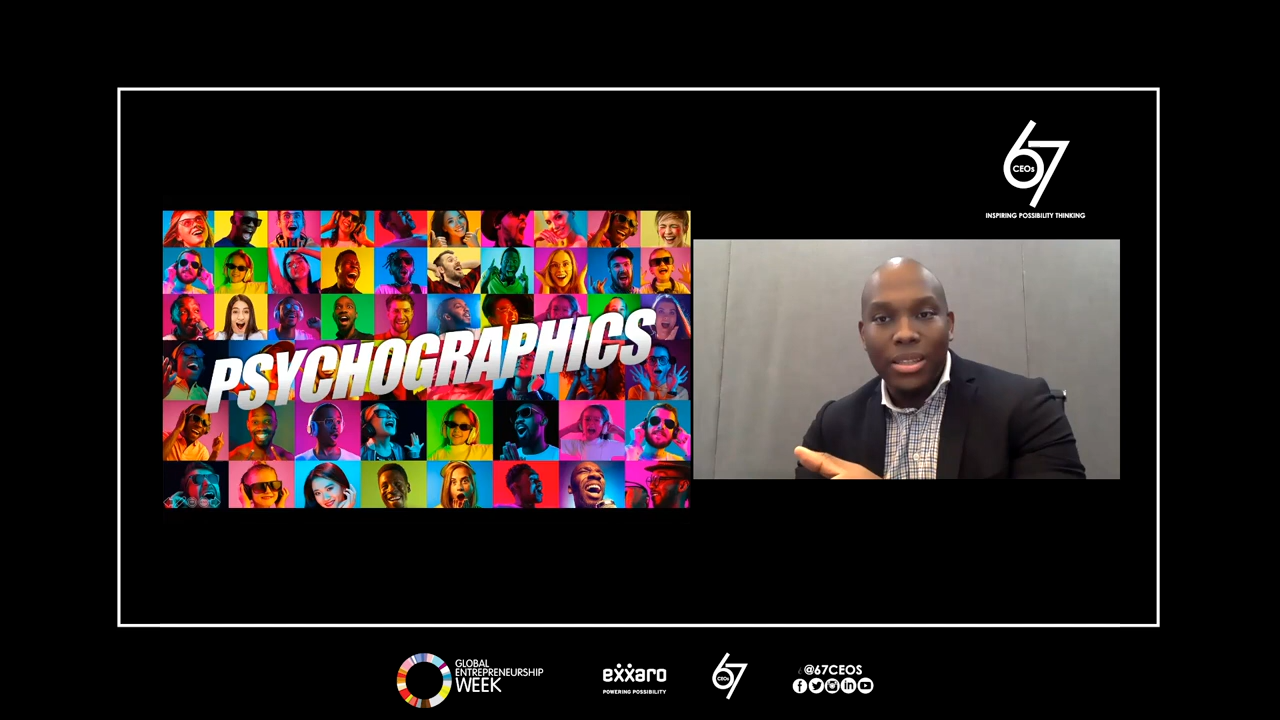 67
CEOs
INSPIRING POSSIBILITY THINKING
PSYCHOGRAPHICS
GLOBAL
ENTREPRENEURSHIP
WEEK
exxaro
POWERING POSSIBILITY
67
CEOs
@67CEOS